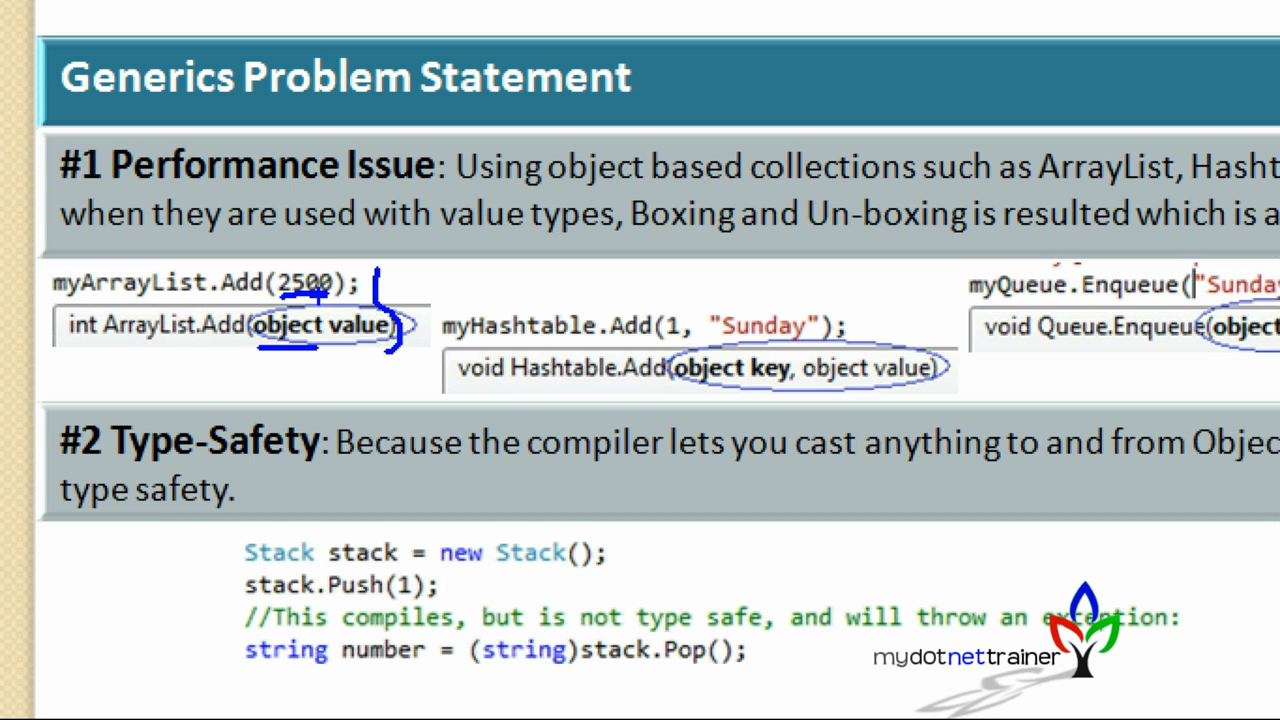 Generics Problem Statement
#1 Performance Issue: Using object based collections such as ArrayList, Hasht
when they are used with value types, Boxing and Un-boxing is resulted which is a
myArrayList.Add(2500);
int ArrayList.Add(object value)
myHashtable.Add(1, "Sunday");
void Hashtable.Add(object key, object value)
myQueue.Enqueue("Sunday
void Queue.Enqueue(object
#2 Type-Safety: Because the compiler lets you cast anything to and from Objec
type safety.
Stack stack = new Stack();
stack.Push(1);
//This compiles, but is not type safe, and will throw an exception:
string number = (string)stack.Pop();
mydotnettrainer